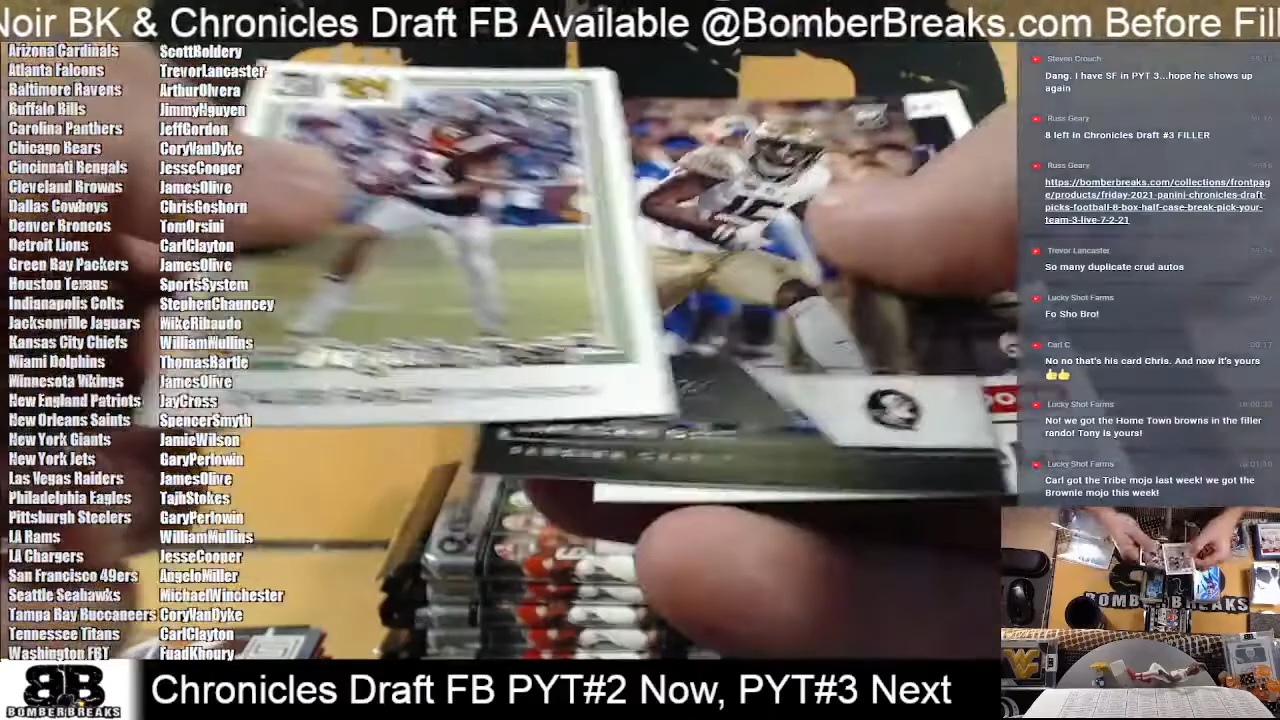 Noir BK & Chronicles Draft FB Available @BomberBreaks.com Before Fill
Arizona Cardinals ScottBoldery
Atlanta Falcons TrevorLancaster
Baltimore Ravens ArthurOlvera
Buffalo Bills JimmyNguyen
Carolina Panthers JeffGordon
Chicago Bears CoryVanDyke
Cincinnati Bengals JesseCooper
Cleveland Browns JamesOlive
Dallas Cowboys ChrisGoshorn
Denver Broncos TomOrsini
Detroit Lions CarlClayton
Green Bay Packers JamesOlive
Houston Texans SportsSystem
Indianapolis Colts StephenChauncey
Jacksonville Jaguars MikeRibaudo
Kansas City Chiefs WilliamMullins
Miami Dolphins ThomasBartle
Minnesota Vikings JamesOlive
New England Patriots JayCross
New Orleans Saints SpencerSmyth
New York Giants JamieWilson
New York Jets GaryPerlowin
Las Vegas Raiders JamesOlive
Philadelphia Eagles TajhStokes
Pittsburgh Steelers GaryPerlowin
LA Rams WilliamMullins
LA Chargers JesseCooper
San Francisco 49ers AngeloMiller
Seattle Seahawks MichaelWinchester
Tampa Bay Buccaneers CoryVanDyke
Tennessee Titans CarlClayton
Washington FBT FuadKhoury
Steven Crouch
Dang. I have SF in PYT 3...hope he shows up
again
Russ Geary
8 left in Chronicles Draft #3 FILLER
Russ Geary
https://bomberbreaks.com/collections/frontpag
e/products/friday-2021-panini-chronicles-draft-
picks-football-8-box-half-case-break-pick-your-
team-3-live-7-2-21
Trevor Lancaster
So many duplicate crud autos
Lucky Shot Farms
Fo Sho Bro!
Carl C
No no that's his card Chris. And now it's yours
👍👍
Lucky Shot Farms
No! we got the Home Town browns in the filler
rando! Tony is yours!
Lucky Shot Farms
Carl got the Tribe mojo last week! we got the
Brownie mojo this week!
BOMBER BREAKS
BB
BOMBERBREAKS
Chronicles Draft FB PYT#2 Now, PYT#3 Next